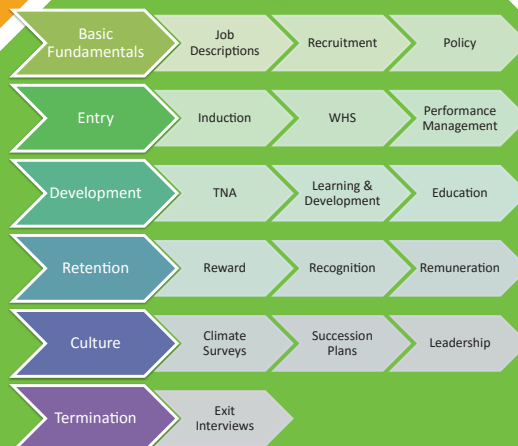 Basic
Fundamentals
Job
Descriptions
Recruitment
Policy
Entry
Induction
WHS
Performance
Management
Development
TNA
Learning &
Development
Education
Retention
Reward
Recognition
Remuneration
Culture
Climate
Surveys
Succession
Plans
Leadership
Termination
Exit
Interviews